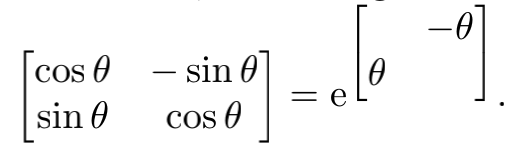 [cos θ − sin θ; sin θ cos θ] = e^[ −θ; θ ].